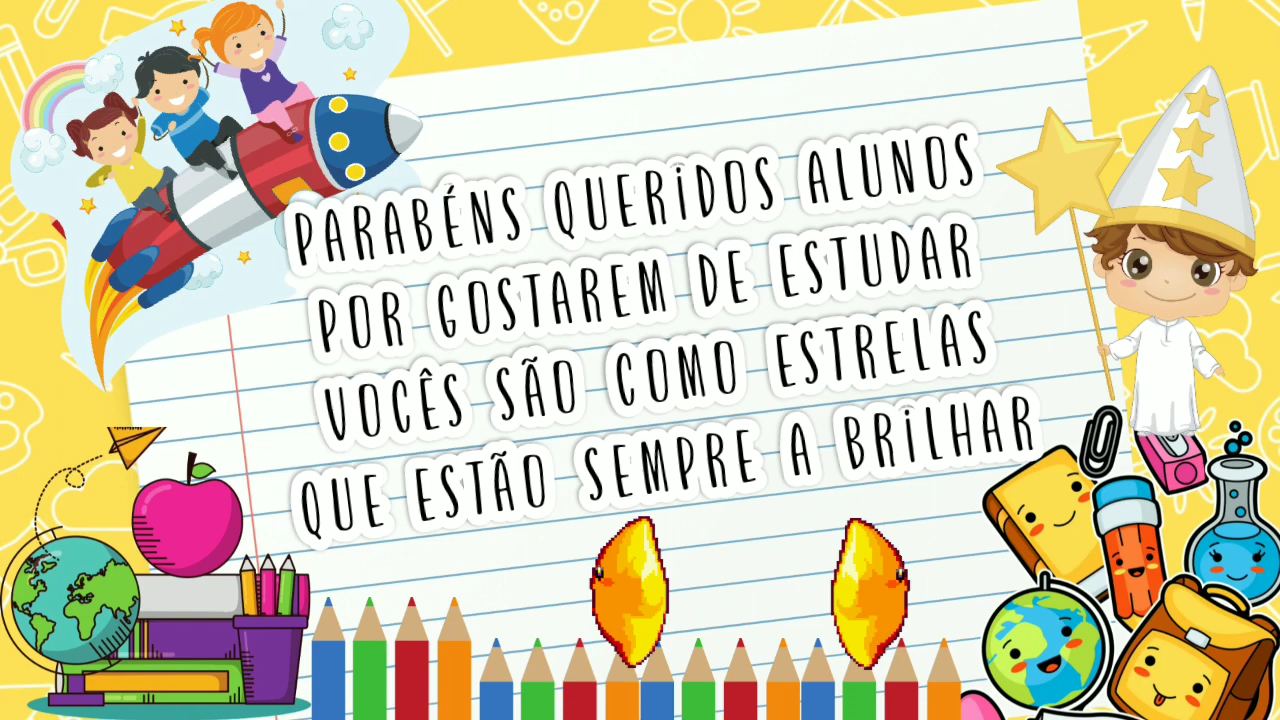 PARABÉNS QUERIDOS ALUNOS
POR GOSTAREM DE ESTUDAR
VOCÊS SÃO COMO ESTRELAS
QUE ESTÃO SEMPRE A BRILHAR